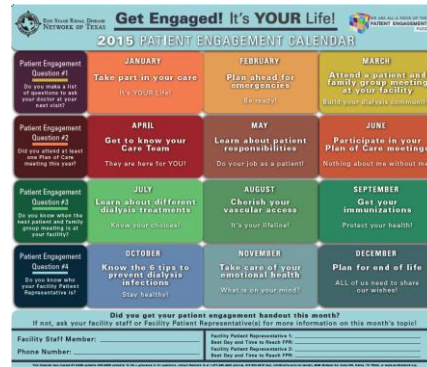 END STAGE RENAL DISEASE
NETWORK OF TEXAS
Get Engaged! It's YOUR Life!
2015 PATIENT ENGAGEMENT CALENDAR
PATIENT ENGAGEMENT
Patient Engagement
Question #1
Do you make a list
of questions to ask
your doctor at your
next visit?
JANUARY
Take part in your care
It's YOUR Life!
FEBRUARY
Plan ahead for
emergencies
Be ready!
MARCH
Attend a patient and
family group meeting
at your facility
Build your dialysis communit
Patient Engagement
Question #2
Did you attend at least
one Plan of Care
meeting this year?
APRIL
Get to know your
Care Team
They are here for YOU!
MAY
Learn about patient
responsibilities
Do your job as a patient!
JUNE
Participate in your
Plan of Care meeting
Nothing about me without me
Patient Engagement
Question #3
Do you know when the
next patient and family
group meeting is at
your facility?
JULY
Learn about different
dialysis treatments
Know your choices!
AUGUST
Cherish your
vascular access
It's your lifeline!
SEPTEMBER
Get your
immunizations
Protect your health!
Patient Engagement
Question #4
Do you know who
your Facility Patient
Representative is?
OCTOBER
Know the 6 tips to
prevent dialysis
infections
Stay healthy!
NOVEMBER
Take care of your
emotional health
What is on your mind?
DECEMBER
Plan for end of life
ALL of us need to share
our wishes!
Did you get your patient engagement handout this month?
If not, ask your facility staff or Facility Patient Representative(s) for more information on this month's topic!
Facility Staff Member:
Phone Number:
Facility Patient Representative 1:
Best Day and Time to Reach FPR:
Facility Patient Representative 2:
Best Day and Time to Reach FPR: